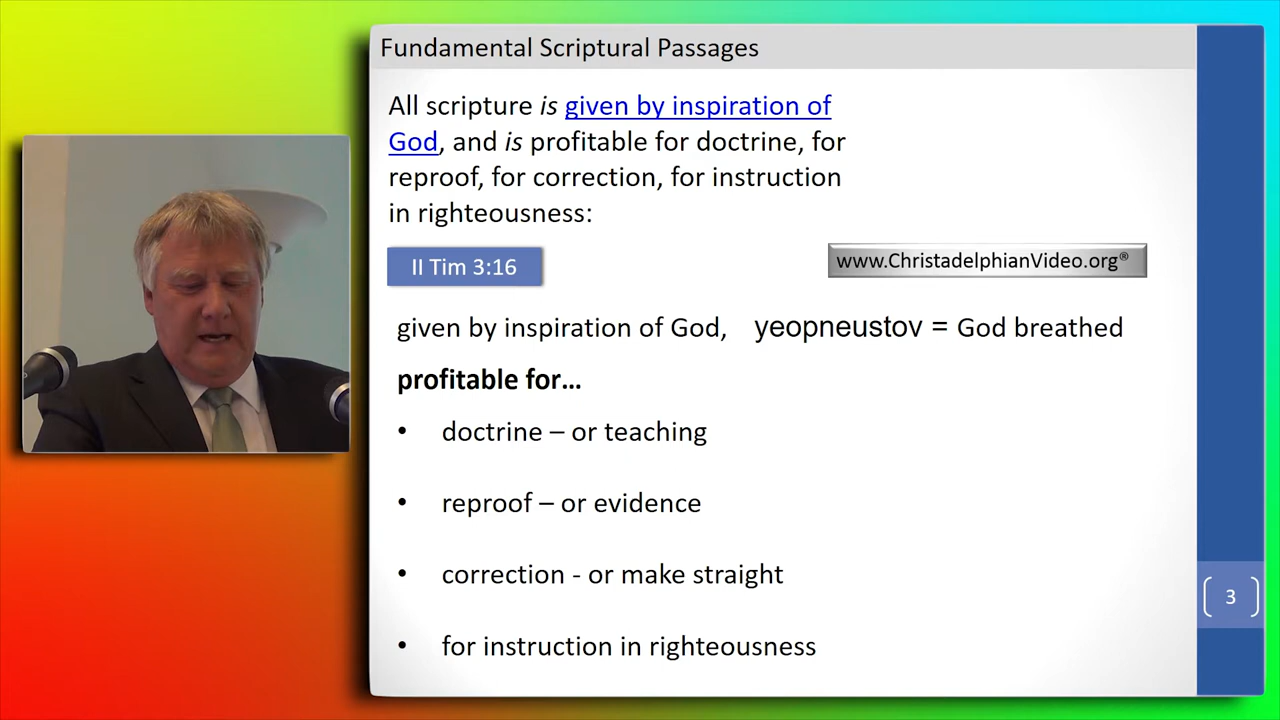 Fundamental Scriptural Passages
All scripture is given by inspiration of
God, and is profitable for doctrine, for
reproof, for correction, for instruction
in righteousness:
II Tim 3:16
www.ChristadelphianVideo.org®
given by inspiration of God, yeopneustov = God breathed
profitable for...
• doctrine – or teaching
• reproof – or evidence
• correction - or make straight
• for instruction in righteousness
3